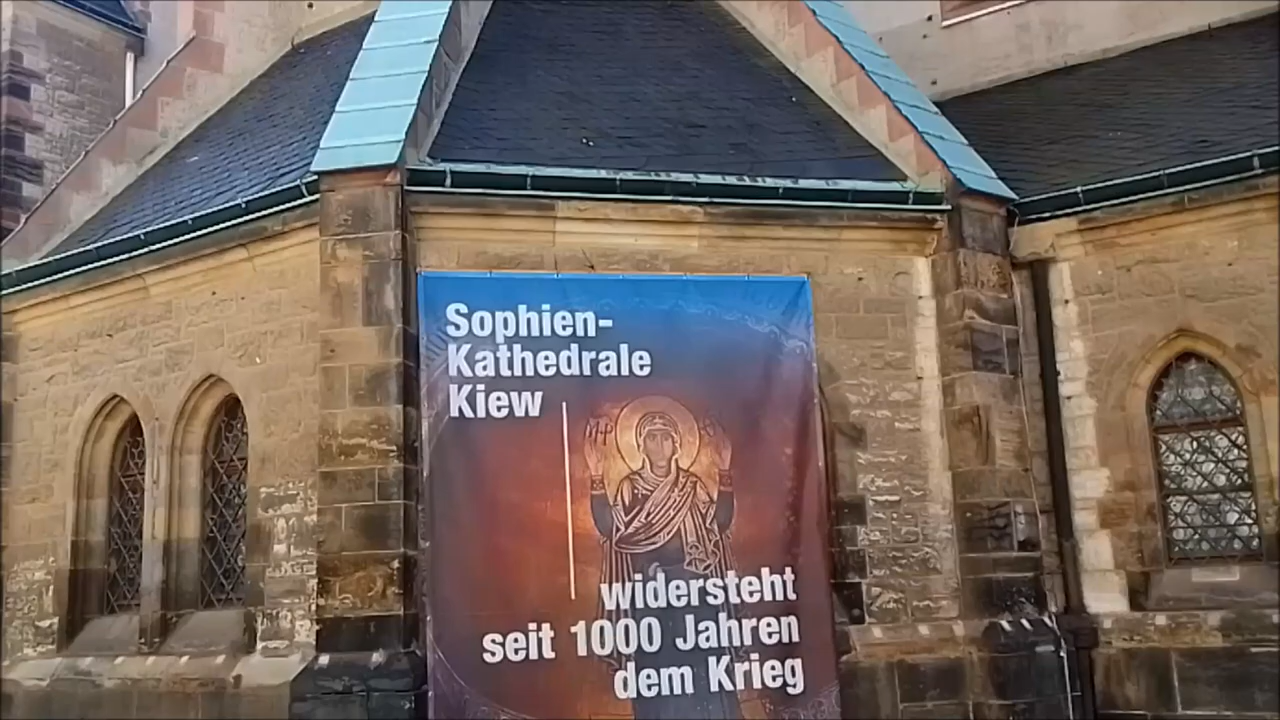 Sophien-
Kathedrale
Kiew
widersteht
seit 1000 Jahren
dem Krieg